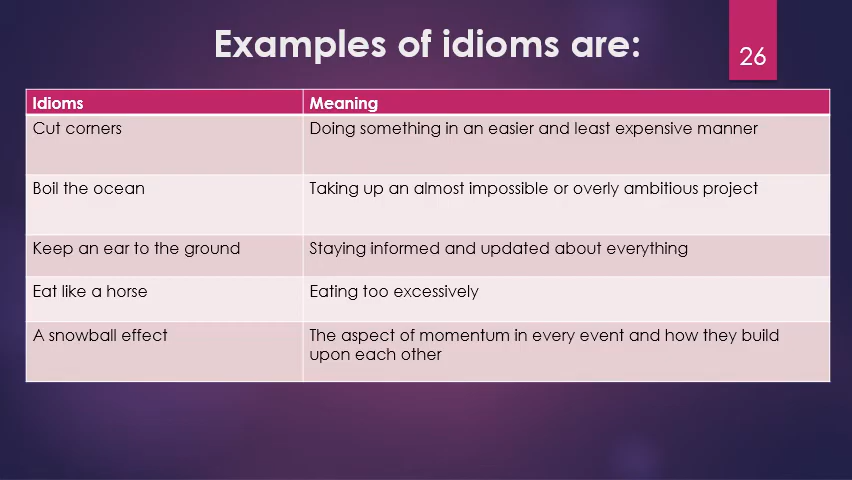 Examples of idioms are:
26
Idioms Meaning
Cut corners Doing something in an easier and least expensive manner
Boil the ocean Taking up an almost impossible or overly ambitious project
Keep an ear to the ground Staying informed and updated about everything
Eat like a horse Eating too excessively
A snowball effect The aspect of momentum in every event and how they build
upon each other